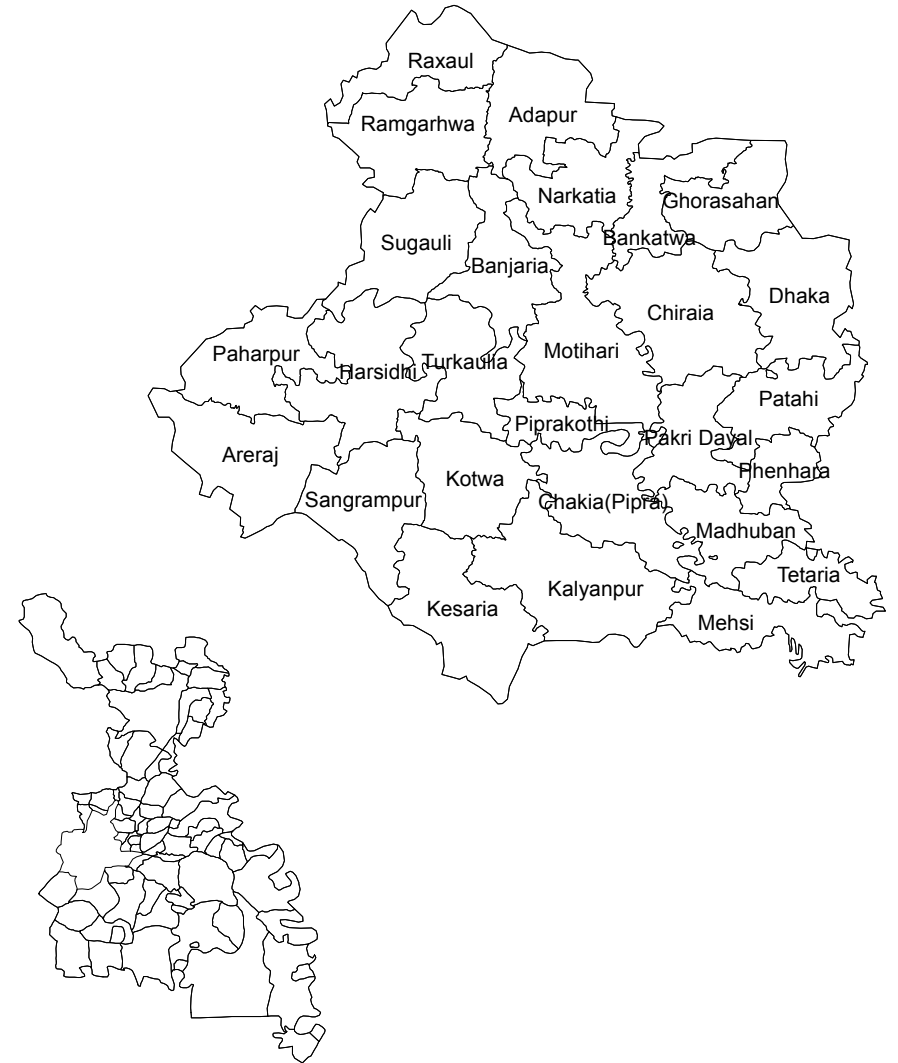 Raxaul
Adapur
Ramgarhwa
Narkatia
Ghorasahan
Bankatwa
Sugauli
Banjaria
Dhaka
Chiraia
Motihari
Paharpur
Turkaulia
Harsidhi
Patahi
Piprakothi
Pakri Dayal
Areraj
Phenhara
Kotwa
Sangrampur
Chakia(Pipra)
Madhuban
Tetaria
Kalyanpur
Kesaria
Mehsi